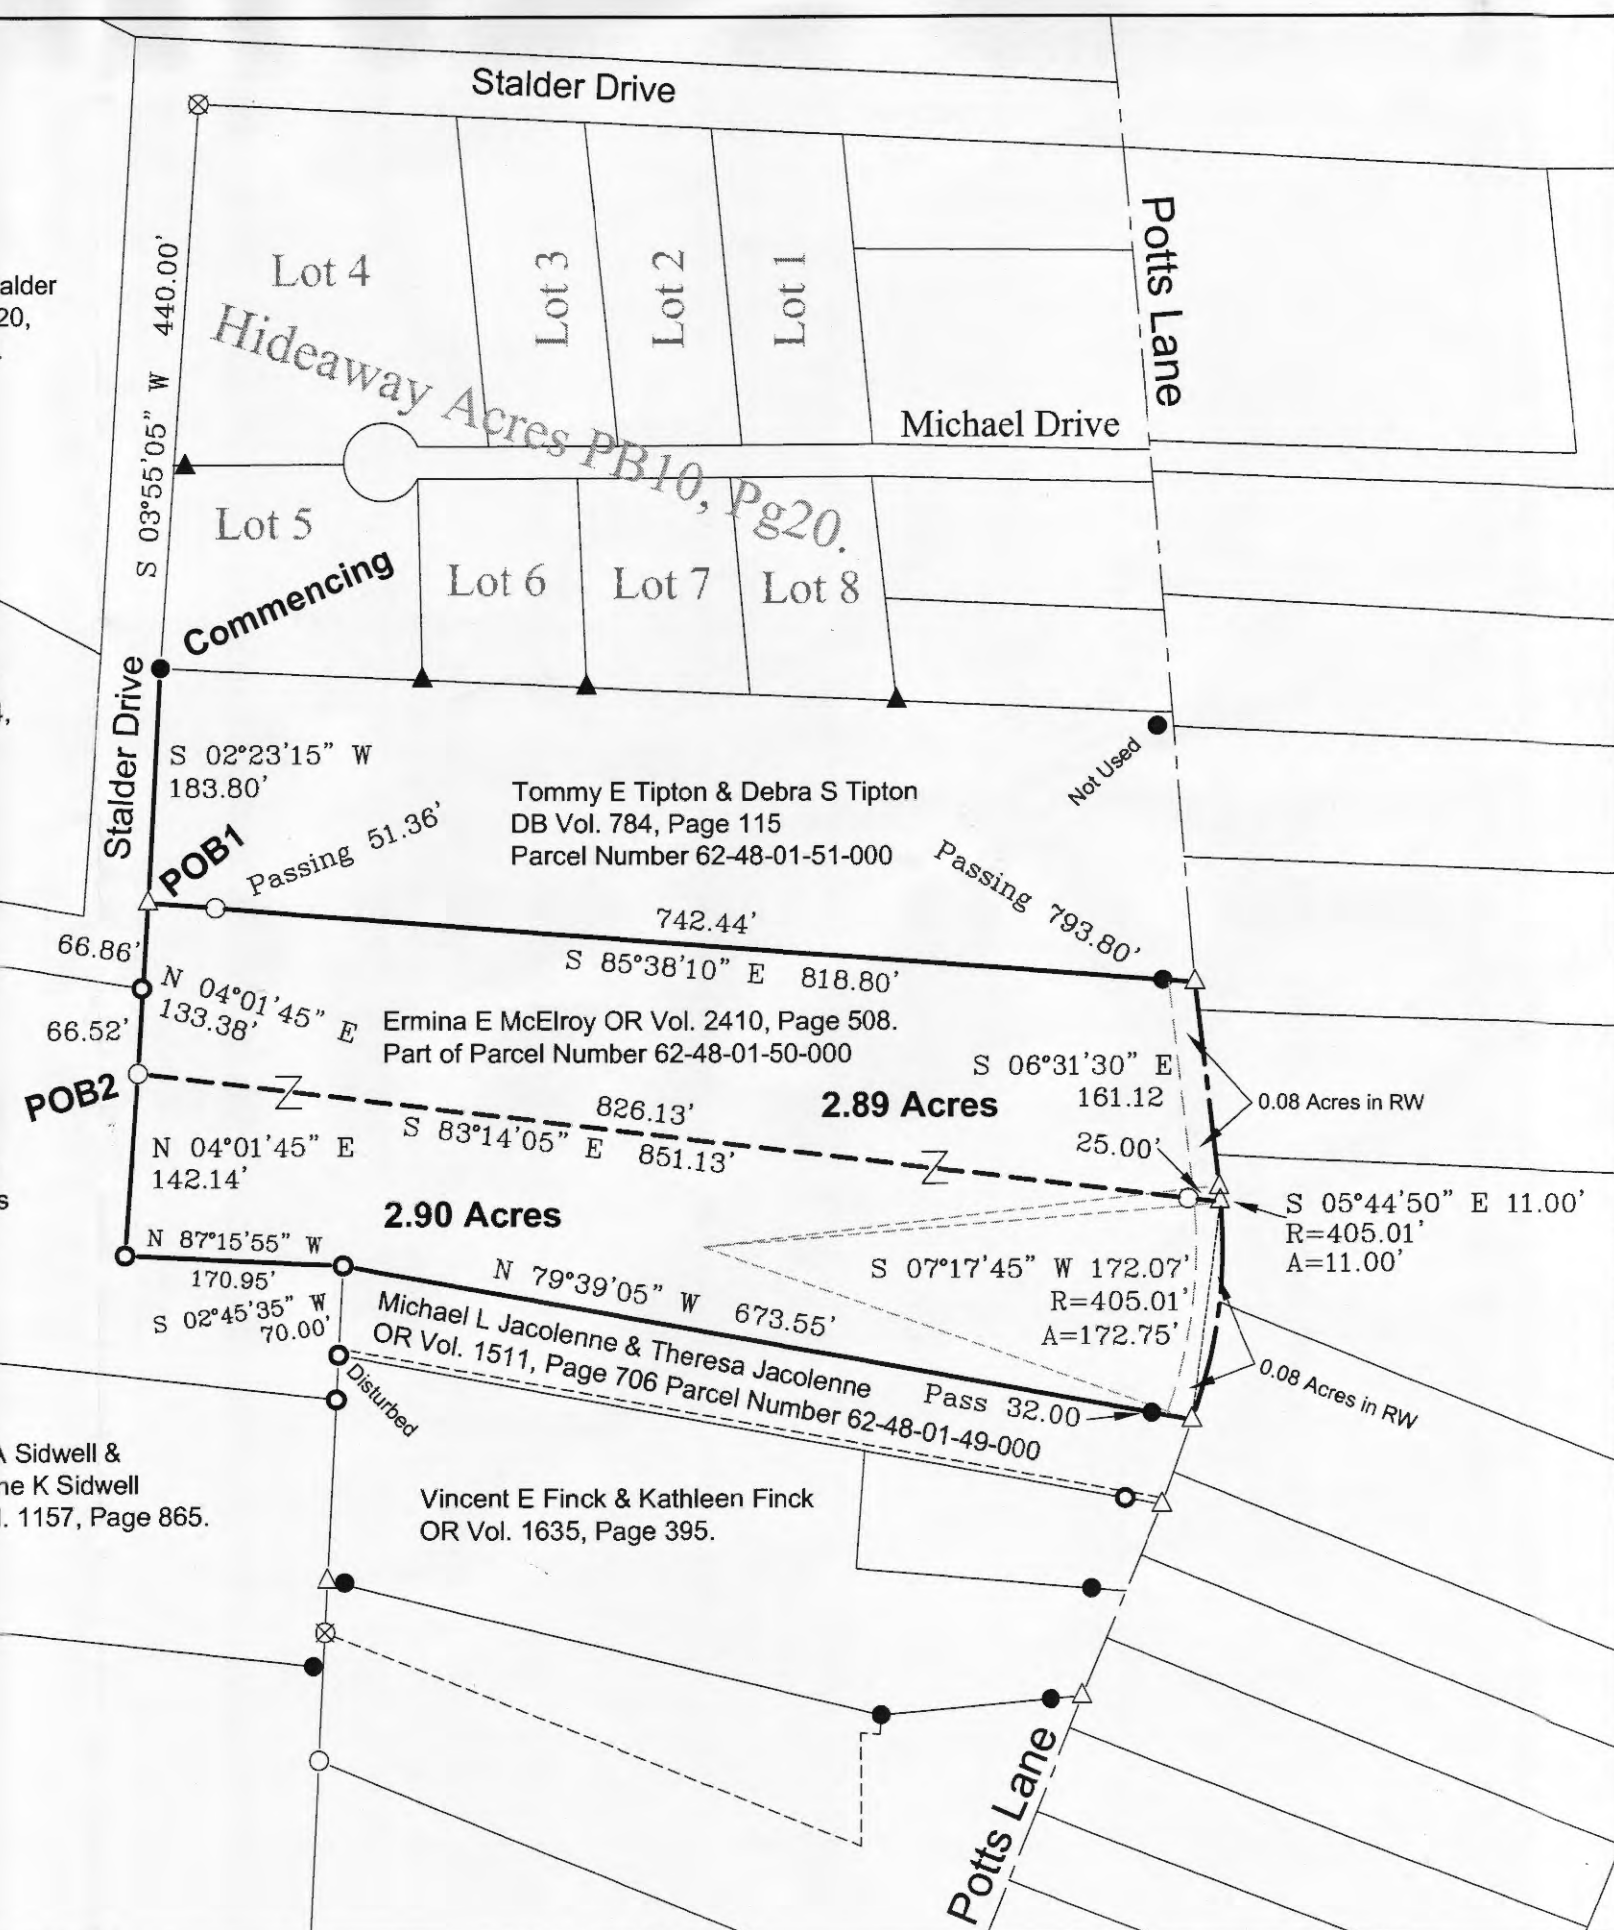 Stalder Drive
Potts Lane
S 03°55'05" W 440.00'
Lot 4
Lot 3
Lot 2
Lot 1
alder
20,
Hideaway Acres PB10, Pg20.
Michael Drive
Lot 5
Commencing
Lot 6
Lot 7
Lot 8
Stalder Drive
S 02°23'15" W
183.80'
Not Used
Tommy E Tipton & Debra S Tipton
DB Vol. 784, Page 115
Parcel Number 62-48-01-51-000
POB1
Passing 51.36'
Passing 793.80'
742.44'
S 85°38'10" E 818.80'
66.86'
N 04°01'45" E
133.38'
66.52'
Ermina E McElroy OR Vol. 2410, Page 508.
Part of Parcel Number 62-48-01-50-000
S 06°31'30" E
161.12
2.89 Acres
0.08 Acres in RW
POB2
826.13'
S 83°14'05" E 851.13'
25.00'
N 04°01'45" E
142.14'
2.90 Acres
S 05°44'50" E 11.00'
R=405.01'
A=11.00'
s
N 87°15'55" W
170.95'
N 79°39'05" W 673.55'
S 07°17'45" W 172.07'
R=405.01'
A=172.75'
S 02°45'35" W
70.00'
Michael L Jacolenne & Theresa Jacolenne
OR Vol. 1511, Page 706 Parcel Number 62-48-01-49-000
Pass 32.00
0.08 Acres in RW
Disturbed
A Sidwell &
ne K Sidwell
l. 1157, Page 865.
Vincent E Finck & Kathleen Finck
OR Vol. 1635, Page 395.
Potts Lane